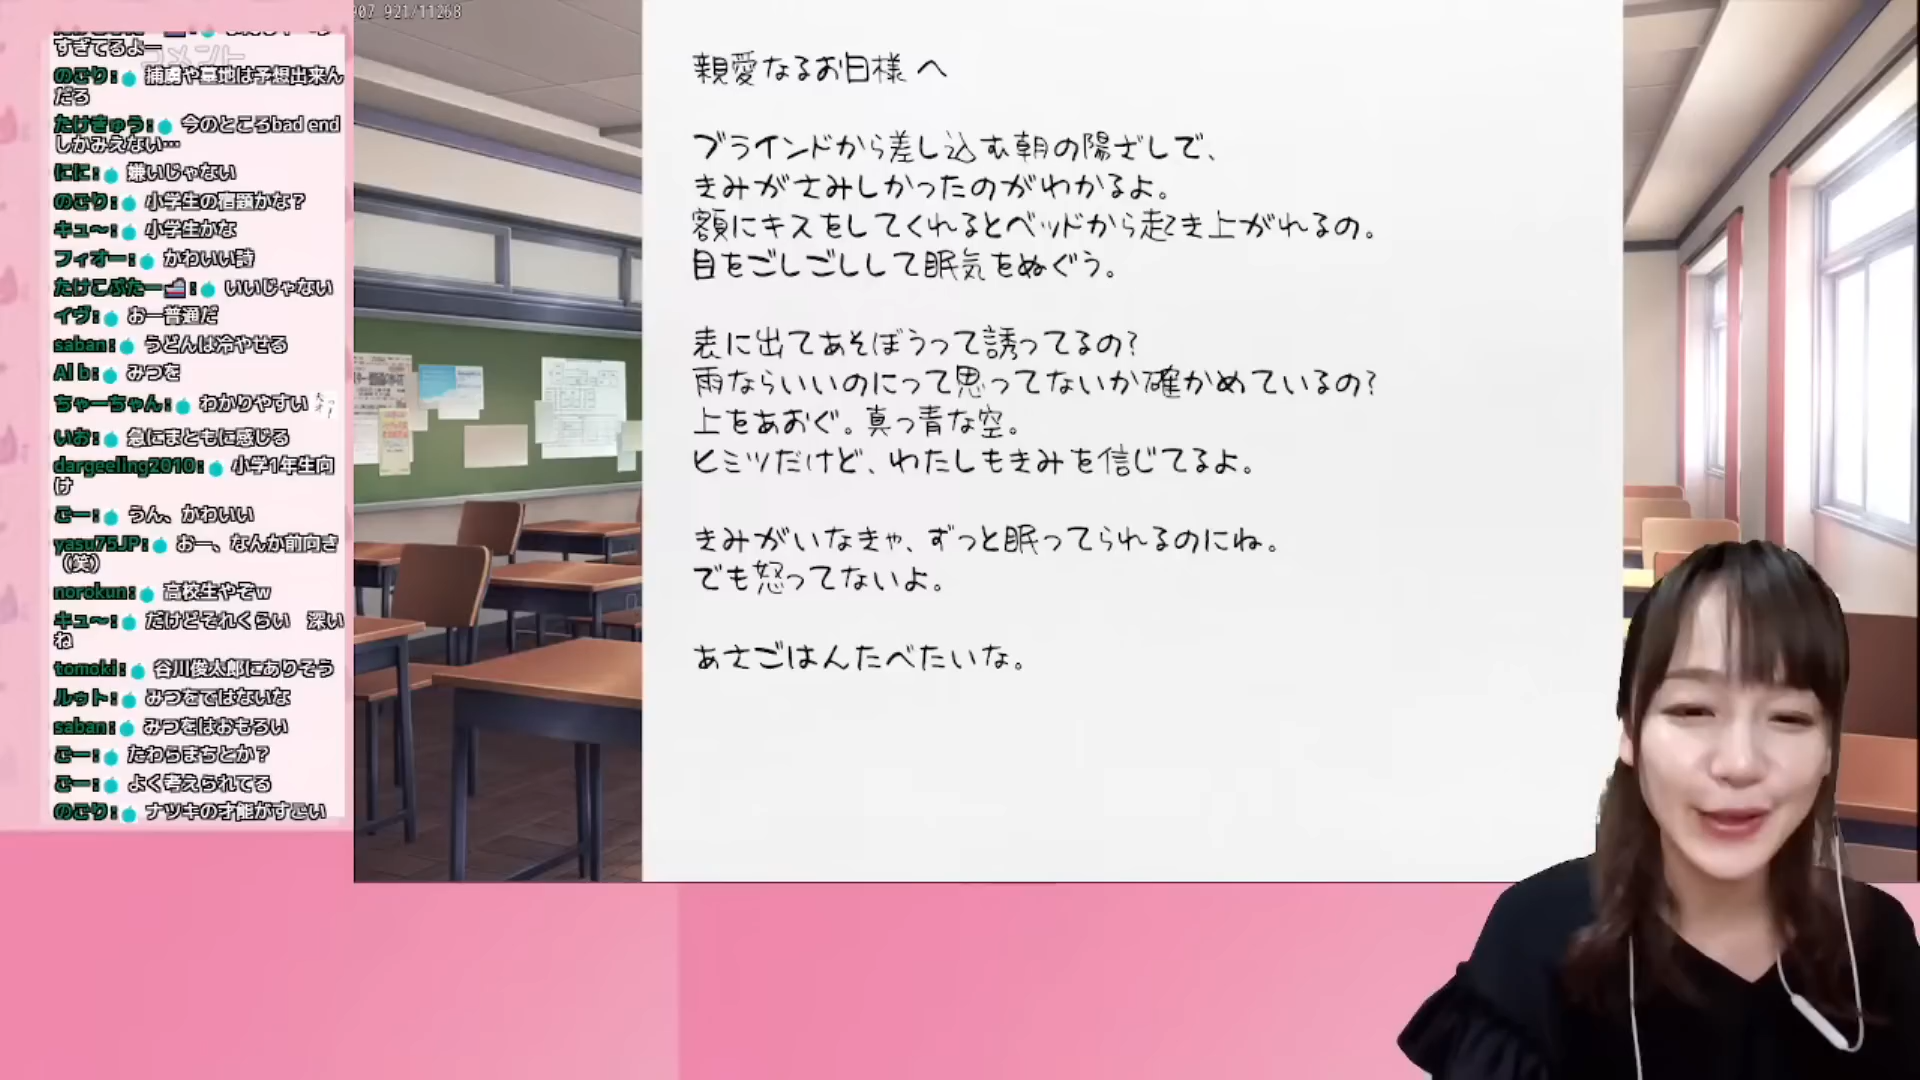 すぎてるよー
コメント
のごり: 捕虜や墓地は予想出来ん
だろ
たけきゅう: 今のところbad end
しかみえない…
にに: 嫌いじゃない
のごり: 小学生の宿題かな？
キュ〜: 小学生かな
フィオー: かわいい詩
たけこぷたー: いいじゃない
イヴ: おー普通だ
saban: うどんは冷やせる
Al b: みつを
ちゃーちゃん: わかりやすい
いお: 急にまともに感じる
dargeeling2010: 小学1年生向
け
ごー: うん、かわいい
yasu75JP: おー、なんか前向き
（笑）
norokun: 高校生やぞw
キュ〜: だけどそれくらい　深い
ね
tomoki: 谷川俊太郎にありそう
ルゥト: みつをではないな
saban: みつをはおもろい
ごー: たわらまちとか？
ごー: よく考えられてる
のごり: ナツキの才能がすごい
907 921/11268
親愛なるお日様 へ
ブラインドから差し込む朝の陽ざしで、
きみがさみしかったのがわかるよ。
額にキスをしてくれるとベッドから起き上がれるの。
目をごしごしして眠気をぬぐう。
表に出てあそぼうって誘ってるの？
雨ならいいのにって思ってないか確かめているの？
上をあおぐ。真っ青な空。
ヒミツだけど、わたしもきみを信じてるよ。
きみがいなきゃ、ずっと眠ってられるのにね。
でも怒ってないよ。
あさごはんたべたいな。